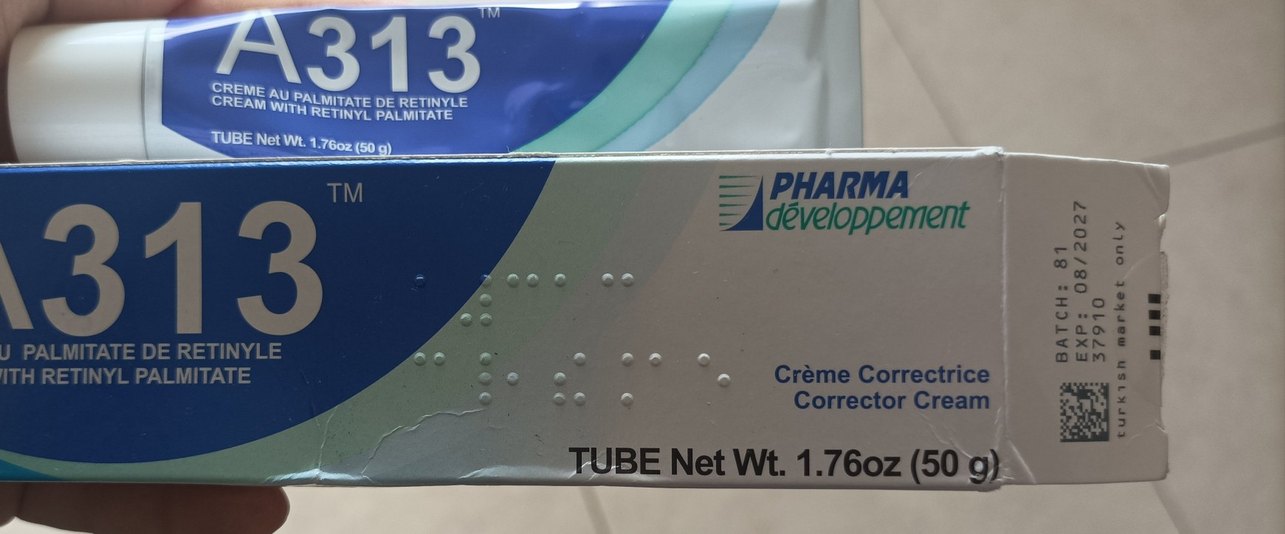 A313™
CREME AU PALMITATE DE RETINYLE
CREAM WITH RETINYL PALMITATE
TUBE Net Wt. 1.76oz (50 g)
A313™
PALMITATE DE RETINYLE
RETINYL PALMITATE
PHARMA
développement
Crème Correctrice
Corrector Cream
TUBE Net Wt. 1.76oz (50 g)
BATCH: 81
EXP: 08/2027
37910
turkish market only